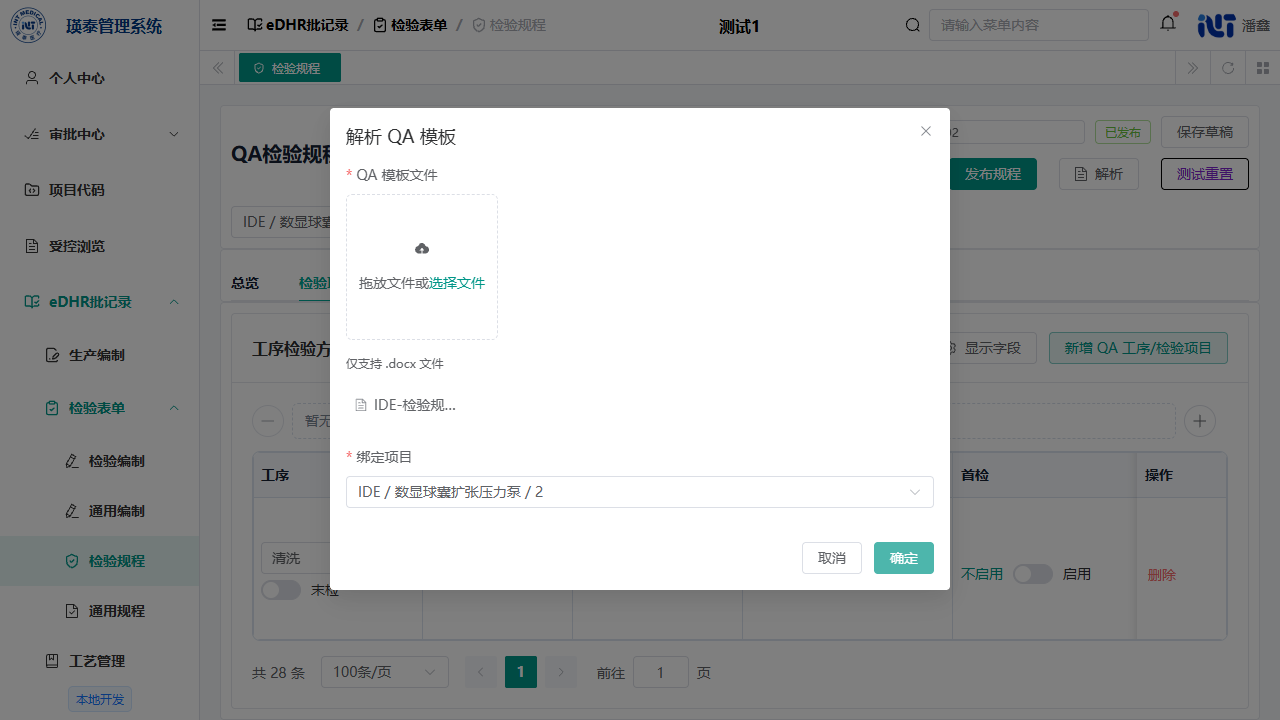 瑛泰管理系统
eDHR批记录 / 检验表单 / 检验规程
测试1
请输入菜单内容
潘鑫
个人中心
审批中心
项目代码
受控浏览
eDHR批记录
生产编制
检验表单
检验编制
通用编制
检验规程
通用规程
工艺管理
本地开发
检验规程
QA检验规程
已发布
保存草稿
发布规程
解析
测试重置
IDE / 数显球囊
总览
工序检验方
显示字段
新增 QA 工序/检验项目
暂无
工序
首检
操作
清洗
末检
不启用
启用
删除
共 28 条
100条/页
1
前往
1
页
解析 QA 模板
* QA 模板文件
拖放文件或选择文件
仅支持 .docx 文件
IDE-检验规...
* 绑定项目
IDE / 数显球囊扩张压力泵 / 2
取消
确定